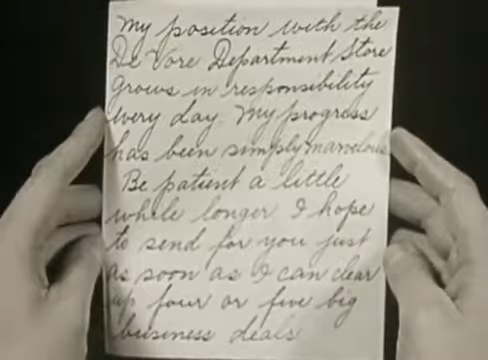 My position with the
De Vore Department Store
grows in responsibility
every day. My progress
has been simply marvelous
Be patient a little
while longer I hope
to send for you just
as soon as I can clear
up four or five big
business deals